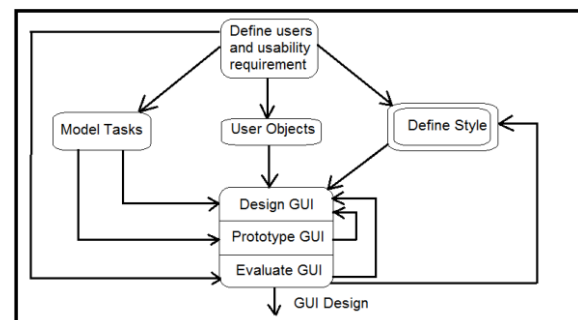 Define users
and usability
requirement
Model Tasks
User Objects
Define Style
Design GUI
Prototype GUI
Evaluate GUI
GUI Design